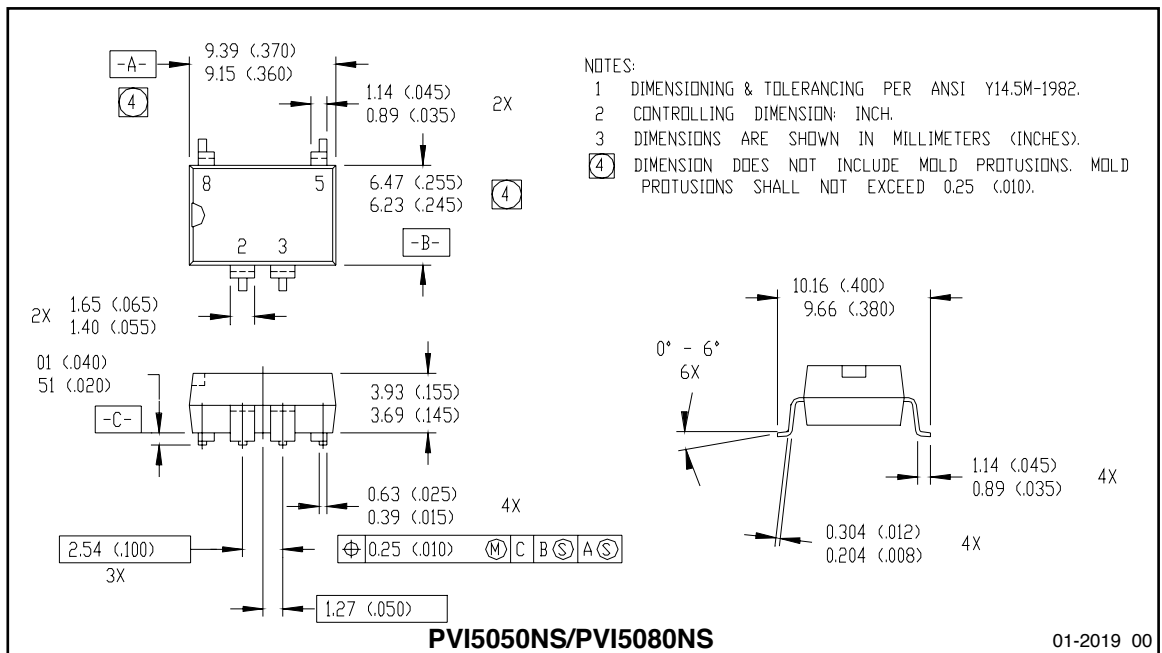 -A-
9.39 (.370)
9.15 (.360)
4
1.14 (.045)
0.89 (.035)
2X
8 5
6.47 (.255)
6.23 (.245)
4
2 3
-B-
2X
1.65 (.065)
1.40 (.055)
01 (.040)
51 (.020)
-C-
3.93 (.155)
3.69 (.145)
0.63 (.025)
0.39 (.015)
4X
2.54 (.100)
3X
⌖ 0.25 (.010) Ⓜ C B Ⓢ A Ⓢ
1.27 (.050)
NOTES:
1 DIMENSIONING & TOLERANCING PER ANSI Y14.5M-1982.
2 CONTROLLING DIMENSION: INCH.
3 DIMENSIONS ARE SHOWN IN MILLIMETERS (INCHES).
4 DIMENSION DOES NOT INCLUDE MOLD PROTUSIONS. MOLD
PROTUSIONS SHALL NOT EXCEED 0.25 (.010).
10.16 (.400)
9.66 (.380)
0° - 6°
6X
1.14 (.045)
0.89 (.035)
4X
0.304 (.012)
0.204 (.008)
4X
PVI5050NS/PVI5080NS
01-2019 00